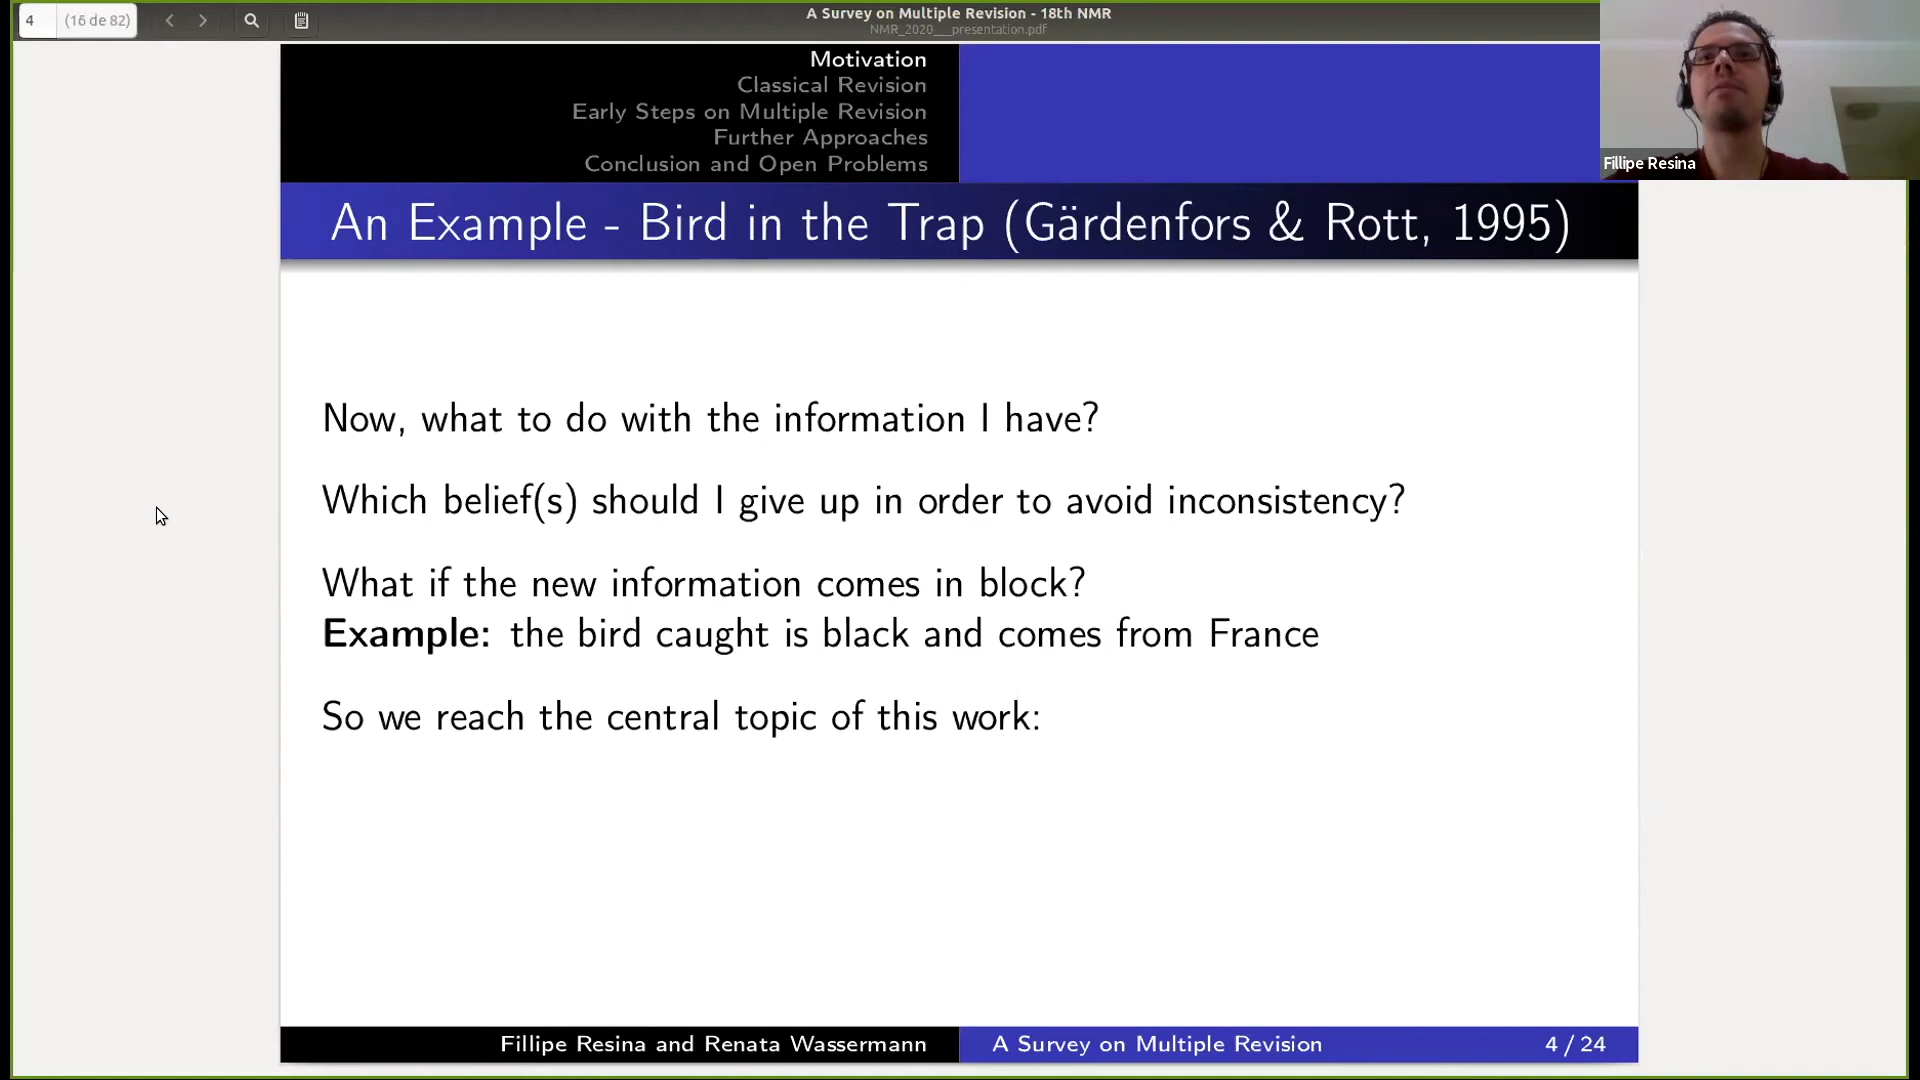 4 (16 de 82)
A Survey on Multiple Revision - 18th NMR
NMR_2020___presentation.pdf
Motivation
Classical Revision
Early Steps on Multiple Revision
Further Approaches
Conclusion and Open Problems
Fillipe Resina
An Example - Bird in the Trap (Gärdenfors & Rott, 1995)
Now, what to do with the information I have?
Which belief(s) should I give up in order to avoid inconsistency?
What if the new information comes in block?
Example: the bird caught is black and comes from France
So we reach the central topic of this work:
Fillipe Resina and Renata Wassermann
A Survey on Multiple Revision
4 / 24